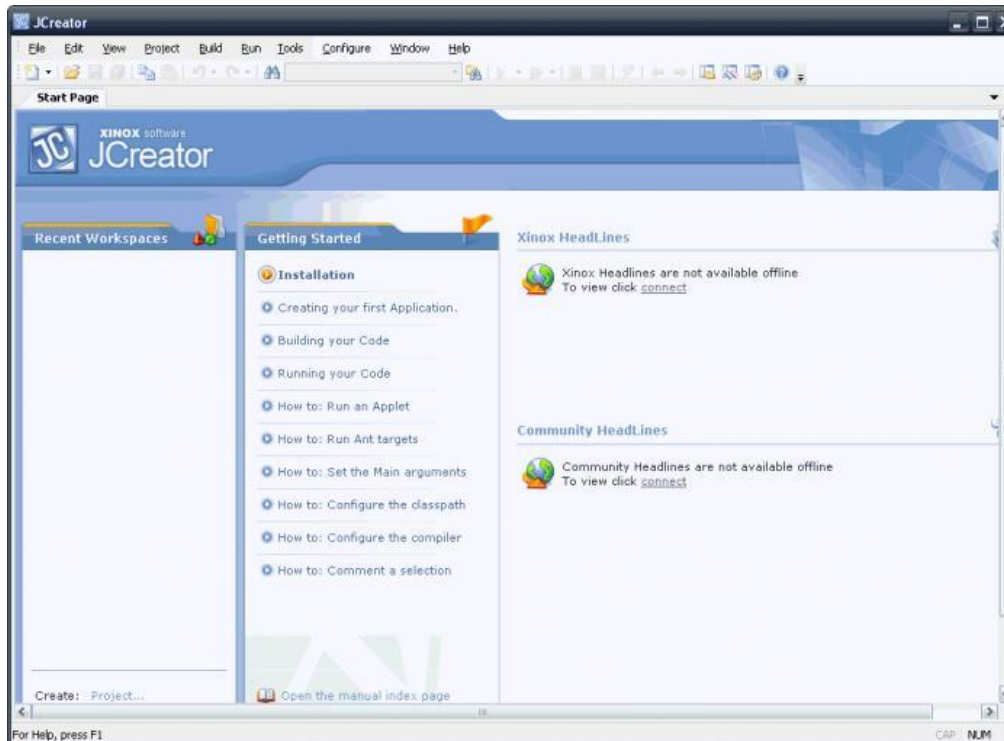 JCreator
File Edit View Project Build Run Tools Configure Window Help
Start Page
JC
XINOX software
JCreator
Recent Workspaces
Create: Project...
Getting Started
Installation
Creating your first Application.
Building your Code
Running your Code
How to: Run an Applet
How to: Run Ant targets
How to: Set the Main arguments
How to: Configure the classpath
How to: Configure the compiler
How to: Comment a selection
Open the manual index page
Xinox HeadLines
Xinox Headlines are not available offline
To view click connect
Community HeadLines
Community Headlines are not available offline
To view click connect
For Help, press F1
CAP NUM